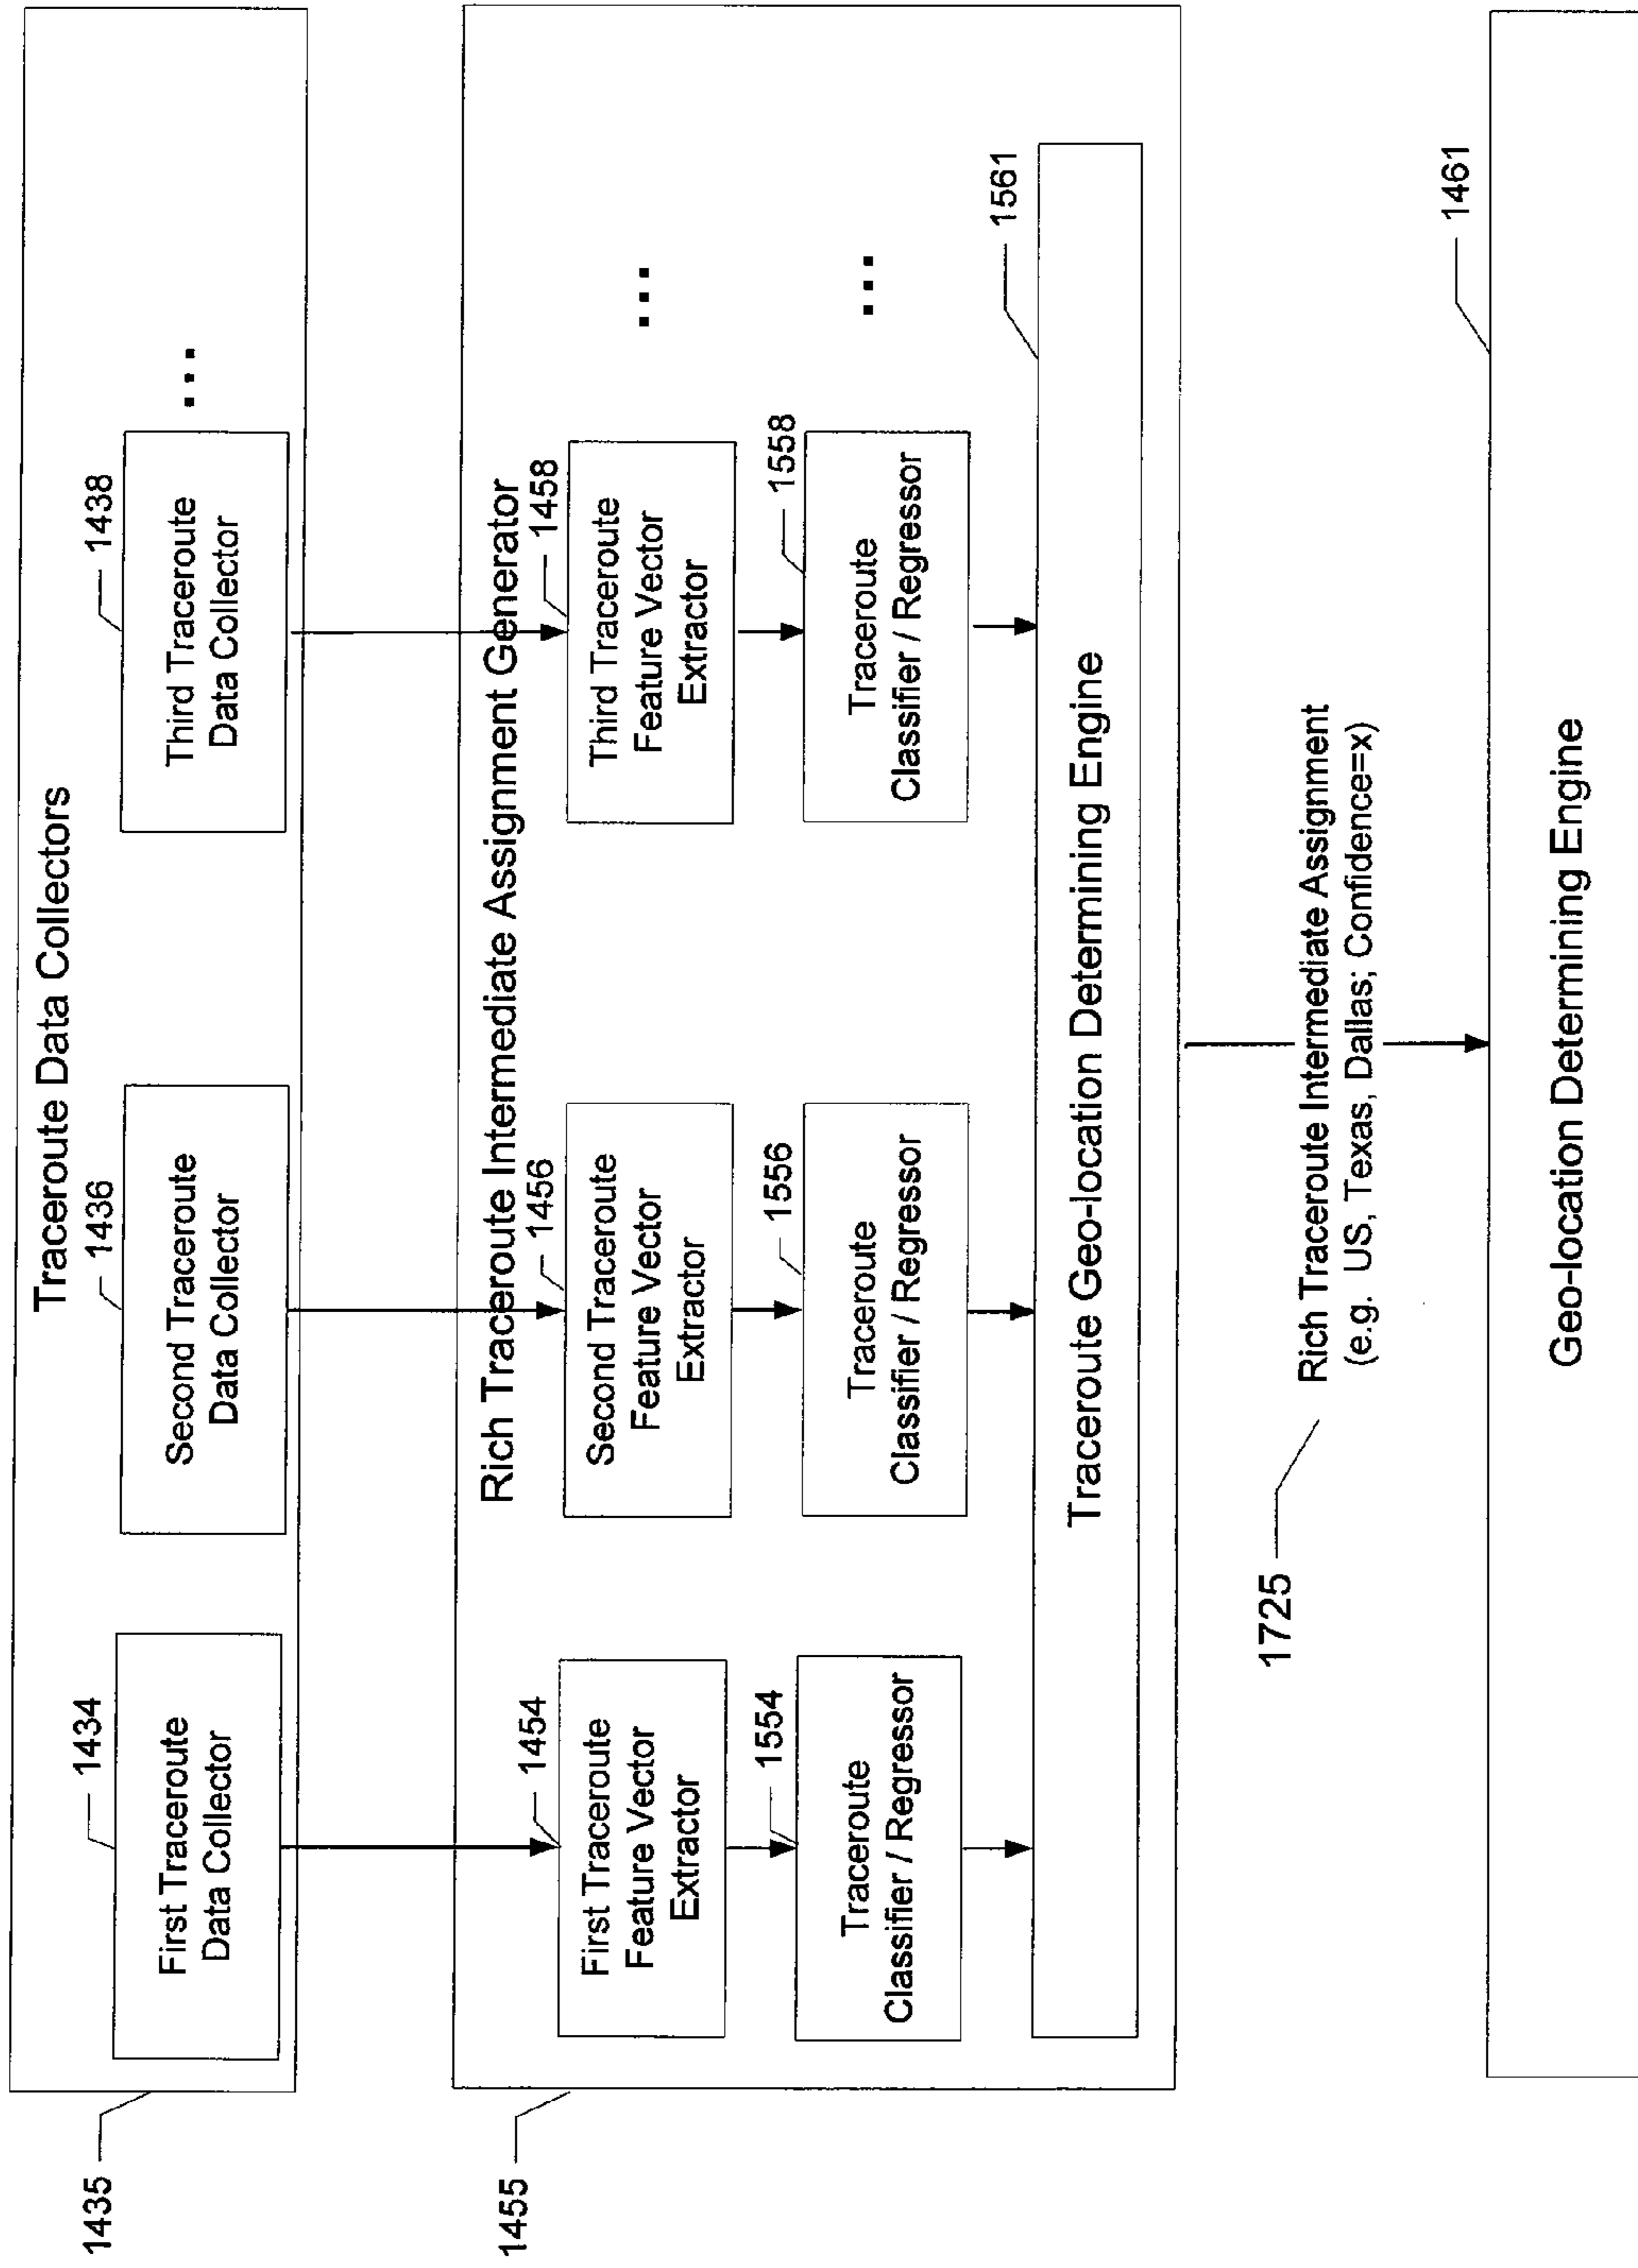 Traceroute Data Collectors
1435
1434
First Traceroute
Data Collector
1436
Second Traceroute
Data Collector
1438
Third Traceroute
Data Collector
...
Rich Traceroute Intermediate Assignment Generator
1455
1454
First Traceroute
Feature Vector
Extractor
1456
Second Traceroute
Feature Vector
Extractor
1458
Third Traceroute
Feature Vector
Extractor
...
1554
Traceroute
Classifier / Regressor
1556
Traceroute
Classifier / Regressor
1558
Traceroute
Classifier / Regressor
...
1561
Traceroute Geo-location Determining Engine
1725
Rich Traceroute Intermediate Assignment
(e.g. US, Texas, Dallas; Confidence=x)
1461
Geo-location Determining Engine